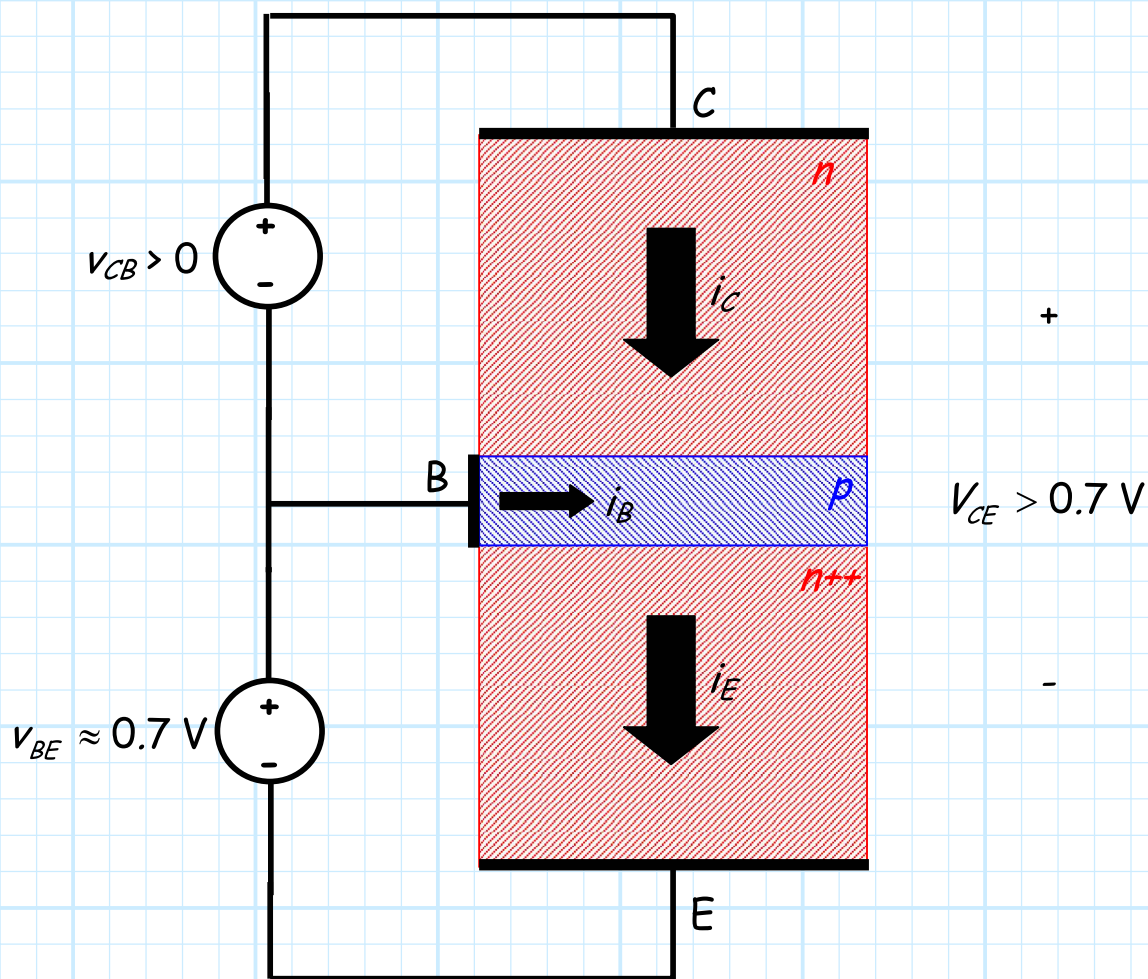 C
n
+
v_CB > 0
-
i_C
+
B
p
i_B
V_CE > 0.7 V
n++
i_E
-
+
v_BE ≈ 0.7 V
-
E